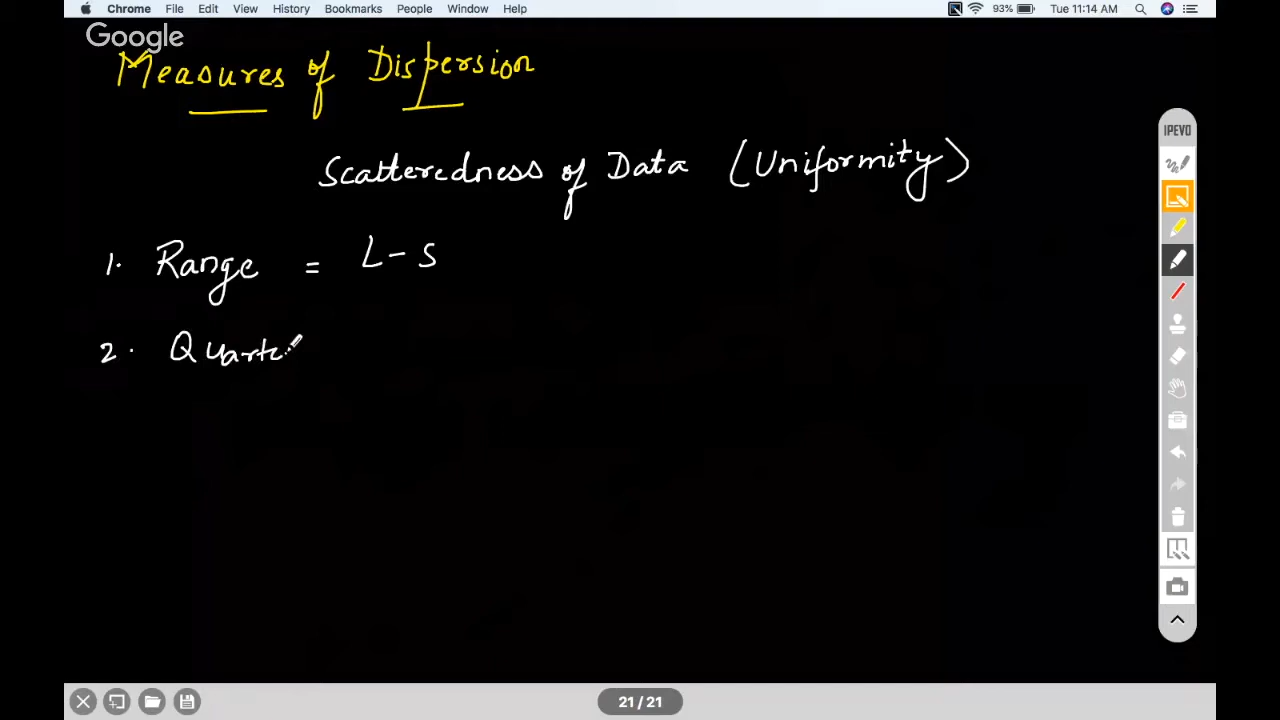 Chrome File Edit View History Bookmarks People Window Help 93% Tue 11:14 AM
Google
Measures of Dispersion
Scatteredness of Data (Uniformity)
IPEVO
1. Range = L - S
2. Quarte
21 / 21